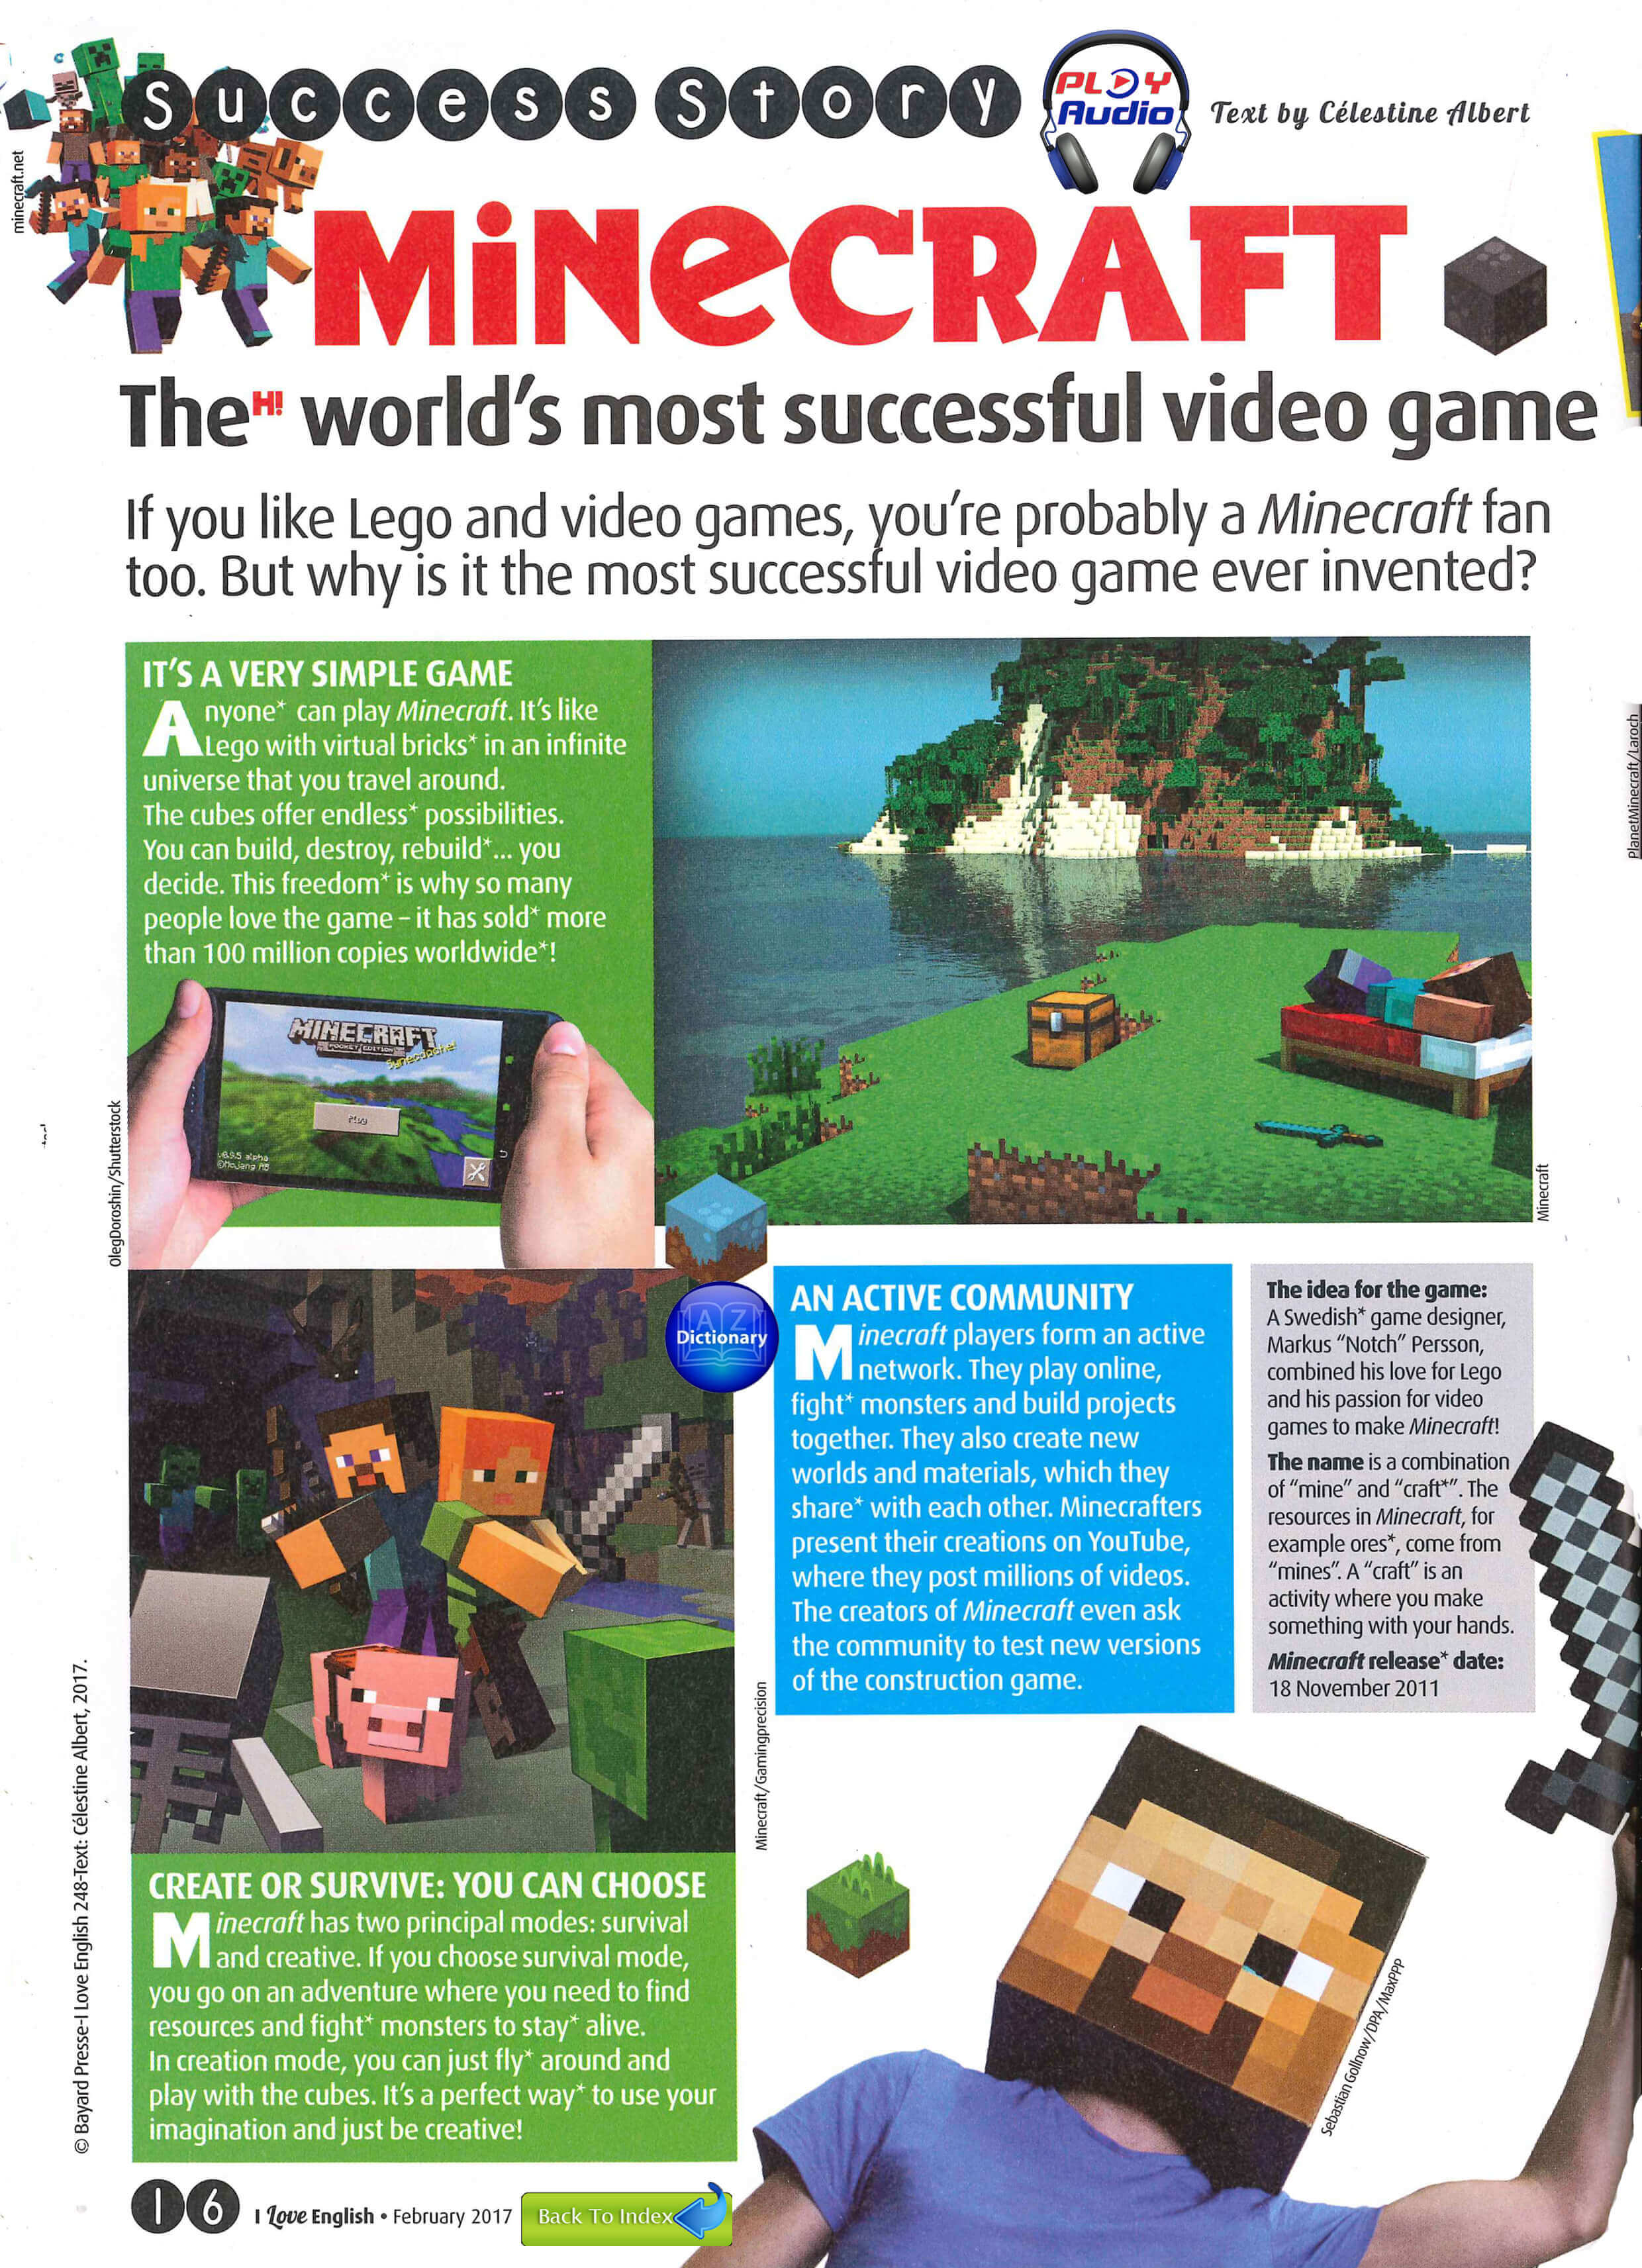 Success Story
PLAY
Audio
Text by Célestine Albert
minecraft.net
MiNeCRAFT
The H! world's most successful video game
If you like Lego and video games, you're probably a Minecraft fan
too. But why is it the most successful video game ever invented?
IT'S A VERY SIMPLE GAME
Anyone* can play Minecraft. It's like
Lego with virtual bricks* in an infinite
universe that you travel around.
The cubes offer endless* possibilities.
You can build, destroy, rebuild*... you
decide. This freedom* is why so many
people love the game – it has sold* more
than 100 million copies worldwide*!
MINECRAFT
POCKET EDITION
Synecdoche!
Play
v0.9.5 alpha
©Mojang AB
OlegDoroshin/Shutterstock
Minecraft
PlanetMinecraft/Laroch
A Z
Dictionary
AN ACTIVE COMMUNITY
Minecraft players form an active
network. They play online,
fight* monsters and build projects
together. They also create new
worlds and materials, which they
share* with each other. Minecrafters
present their creations on YouTube,
where they post millions of videos.
The creators of Minecraft even ask
the community to test new versions
of the construction game.
The idea for the game:
A Swedish* game designer,
Markus "Notch" Persson,
combined his love for Lego
and his passion for video
games to make Minecraft!
The name is a combination
of "mine" and "craft*". The
resources in Minecraft, for
example ores*, come from
"mines". A "craft" is an
activity where you make
something with your hands.
Minecraft release* date:
18 November 2011
Minecraft/Gamingprecision
CREATE OR SURVIVE: YOU CAN CHOOSE
Minecraft has two principal modes: survival
and creative. If you choose survival mode,
you go on an adventure where you need to find
resources and fight* monsters to stay* alive.
In creation mode, you can just fly* around and
play with the cubes. It's a perfect way* to use your
imagination and just be creative!
Sebastian Gollnow/DPA/MaxPPP
© Bayard Presse-I Love English 248-Text: Célestine Albert, 2017.
16 I Love English • February 2017
Back To Index